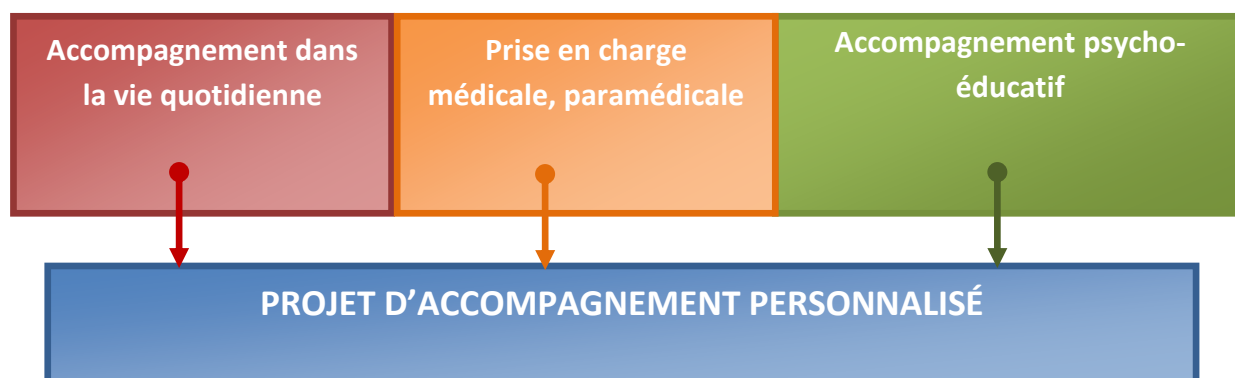 Accompagnement dans
la vie quotidienne
Prise en charge
médicale, paramédicale
Accompagnement psycho-
éducatif
PROJET D’ACCOMPAGNEMENT PERSONNALISÉ